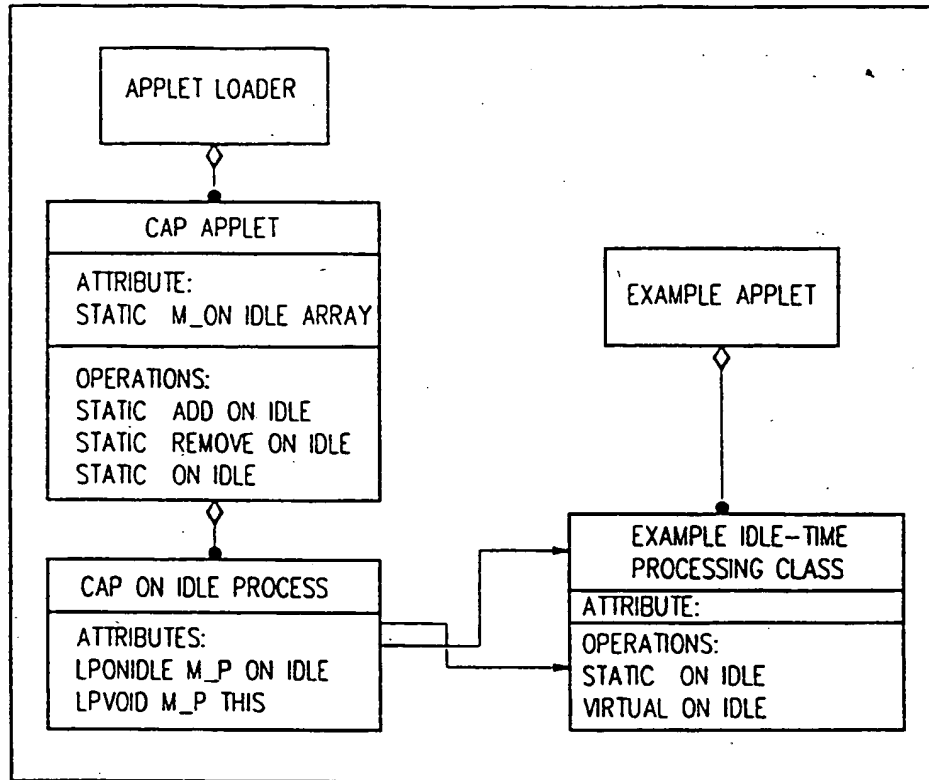 APPLET LOADER
CAP APPLET
ATTRIBUTE:
STATIC M_ON IDLE ARRAY
OPERATIONS:
STATIC ADD ON IDLE
STATIC REMOVE ON IDLE
STATIC ON IDLE
CAP ON IDLE PROCESS
ATTRIBUTES:
LPONIDLE M_P ON IDLE
LPVOID M_P THIS
EXAMPLE APPLET
EXAMPLE IDLE-TIME
PROCESSING CLASS
ATTRIBUTE:
OPERATIONS:
STATIC ON IDLE
VIRTUAL ON IDLE